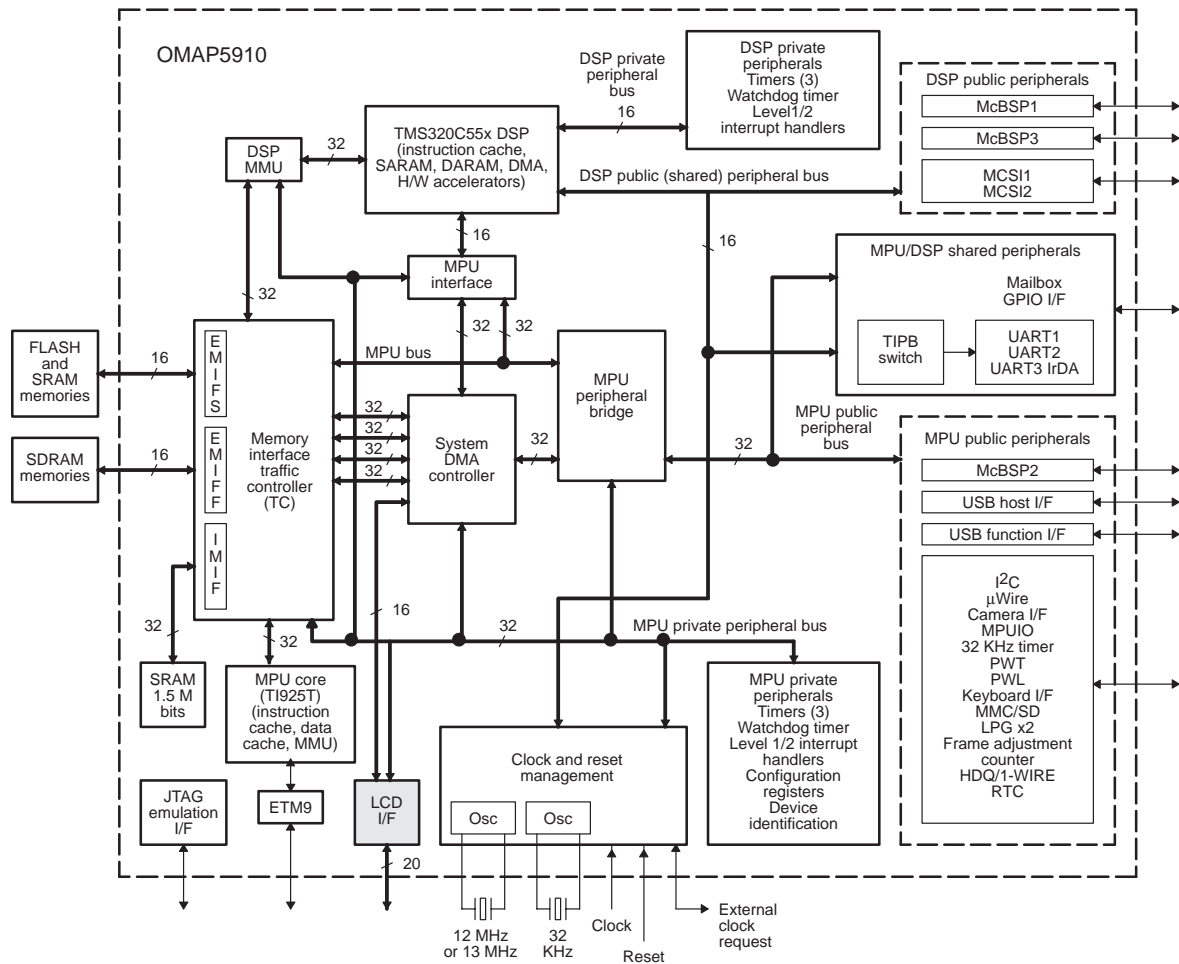 OMAP5910
DSP private
peripheral
bus
16
DSP private
peripherals
Timers (3)
Watchdog timer
Level1/2
interrupt handlers
DSP public peripherals
McBSP1
McBSP3
MCSI1
MCSI2
DSP
MMU
32
TMS320C55x DSP
(instruction cache,
SARAM, DARAM, DMA,
H/W accelerators)
DSP public (shared) peripheral bus
16
16
MPU
interface
32
32
32
MPU/DSP shared peripherals
Mailbox
GPIO I/F
TIPB
switch
UART1
UART2
UART3 IrDA
FLASH
and
SRAM
memories
16
SDRAM
memories
16
E
M
I
F
S
E
M
I
F
F
I
M
I
F
Memory
interface
traffic
controller
(TC)
MPU bus
32
32
32
32
System
DMA
controller
32
MPU
peripheral
bridge
32
MPU public
peripheral
bus
MPU public peripherals
McBSP2
USB host I/F
USB function I/F
I2C
μWire
Camera I/F
MPUIO
32 KHz timer
PWT
PWL
Keyboard I/F
MMC/SD
LPG x2
Frame adjustment
counter
HDQ/1-WIRE
RTC
16
32
32
32
MPU private peripheral bus
SRAM
1.5 M
bits
MPU core
(TI925T)
(instruction
cache, data
cache, MMU)
JTAG
emulation
I/F
ETM9
LCD
I/F
20
Clock and reset
management
Osc
Osc
MPU private
peripherals
Timers (3)
Watchdog timer
Level 1/2 interrupt
handlers
Configuration
registers
Device
identification
12 MHz
or 13 MHz
32
KHz
Clock
Reset
External
clock
request